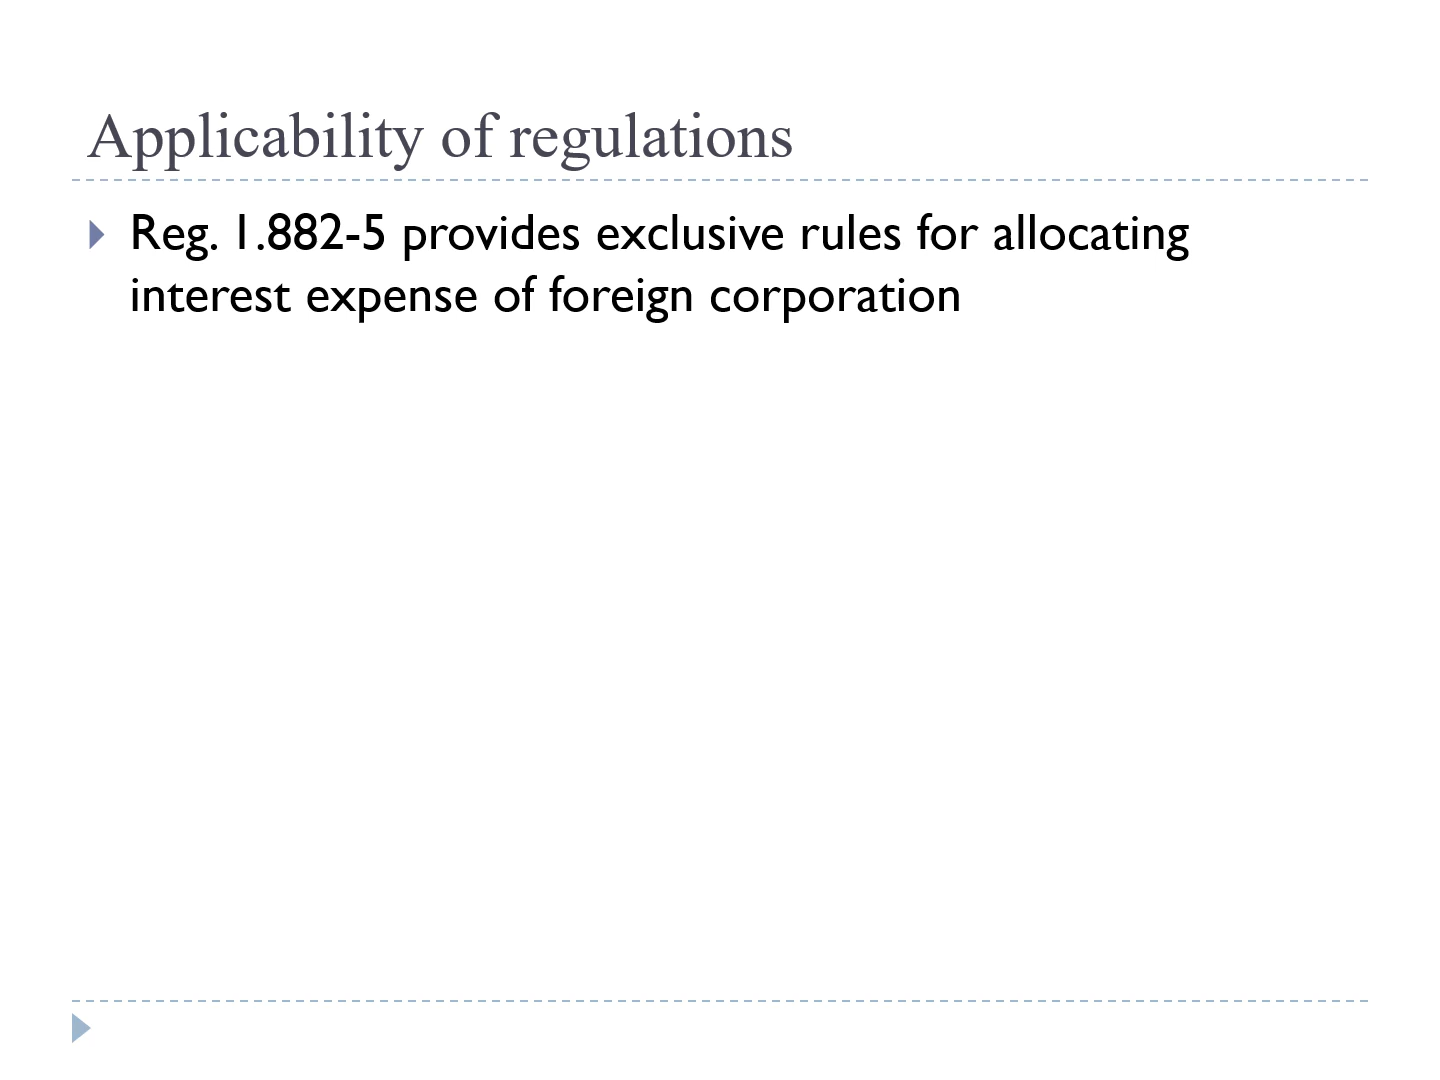 Applicability of regulations
Reg. 1.882-5 provides exclusive rules for allocating
interest expense of foreign corporation